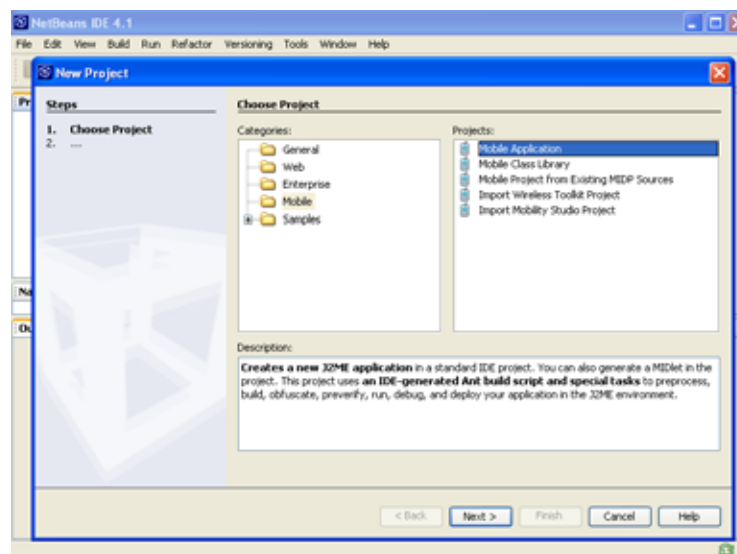 NetBeans IDE 4.1
File Edit View Build Run Refactor Versioning Tools Window Help
New Project
Pr
Steps
1. Choose Project
2. ...
Choose Project
Categories:
General
Web
Enterprise
Mobile
Samples
Projects:
Mobile Application
Mobile Class Library
Mobile Project from Existing MIDP Sources
Import Wireless Toolkit Project
Import Mobility Studio Project
Na
Ou
Description:
Creates a new J2ME application in a standard IDE project. You can also generate a MIDlet in the
project. This project uses an IDE-generated Ant build script and special tasks to preprocess,
build, obfuscate, preverify, run, debug, and deploy your application in the J2ME environment.
< Back Next > Finish Cancel Help